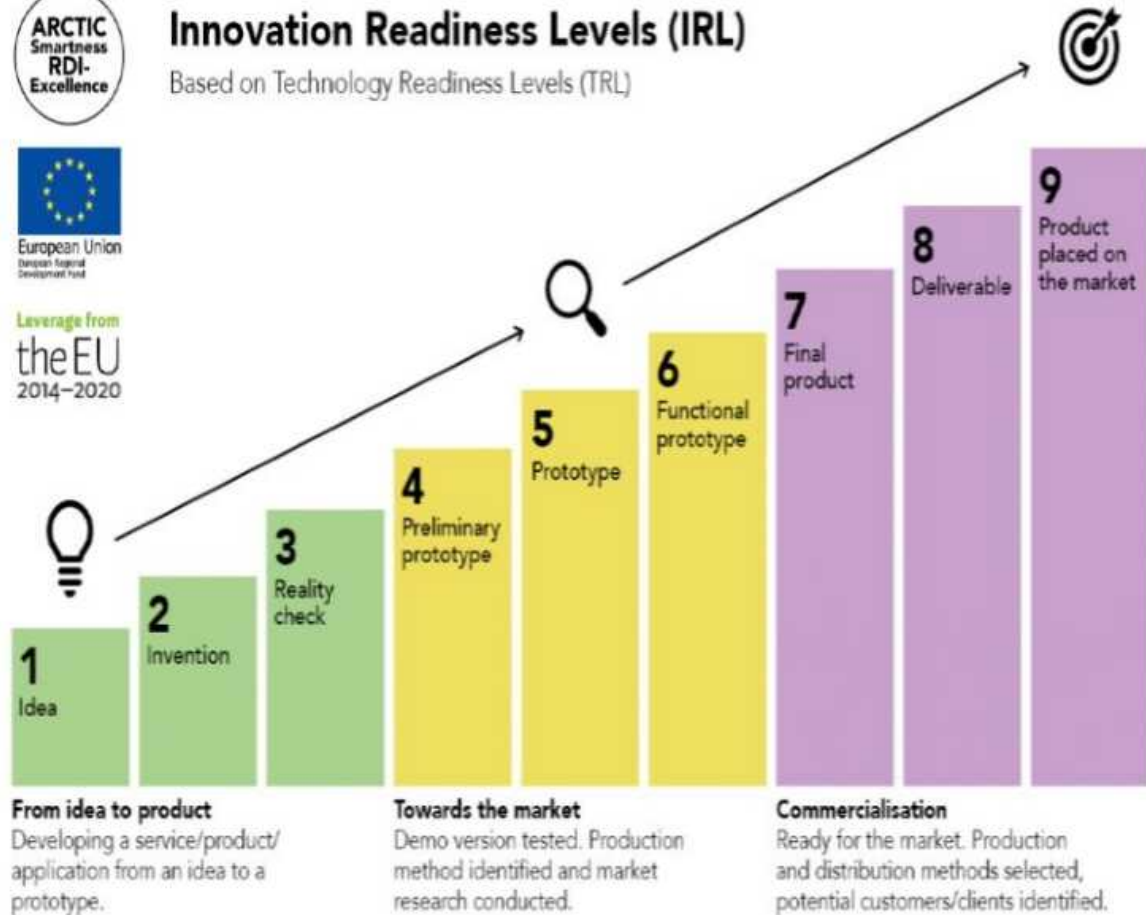 ARCTIC
Smartness
RDI-
Excellence
Innovation Readiness Levels (IRL)
Based on Technology Readiness Levels (TRL)
European Union
European Regional
Development Fund
Leverage from
the EU
2014–2020
1
Idea
2
Invention
3
Reality
check
4
Preliminary
prototype
5
Prototype
6
Functional
prototype
7
Final
product
8
Deliverable
9
Product
placed on
the market
From idea to product
Developing a service/product/
application from an idea to a
prototype.
Towards the market
Demo version tested. Production
method identified and market
research conducted.
Commercialisation
Ready for the market. Production
and distribution methods selected,
potential customers/clients identified.